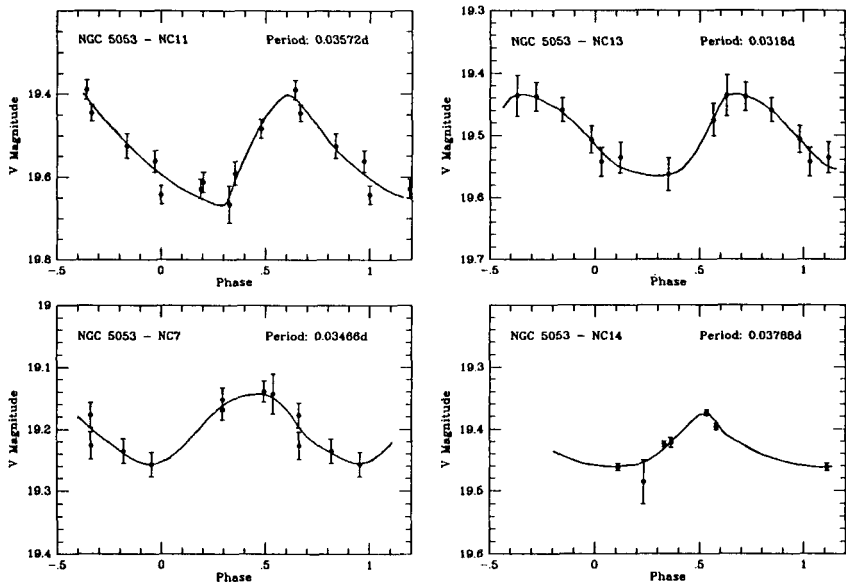 NGC 5053 - NC11 Period: 0.03572d
V Magnitude
19.4
19.6
19.8
-.5 0 .5 1
Phase
NGC 5053 - NC13 Period: 0.0318d
V Magnitude
19.3
19.4
19.5
19.6
19.7
-.5 0 .5 1
Phase
NGC 5053 - NC7 Period: 0.03466d
V Magnitude
19
19.1
19.2
19.3
19.4
-.5 0 .5 1
Phase
NGC 5053 - NC14 Period: 0.03788d
V Magnitude
19.3
19.4
19.5
19.6
-.5 0 .5 1
Phase